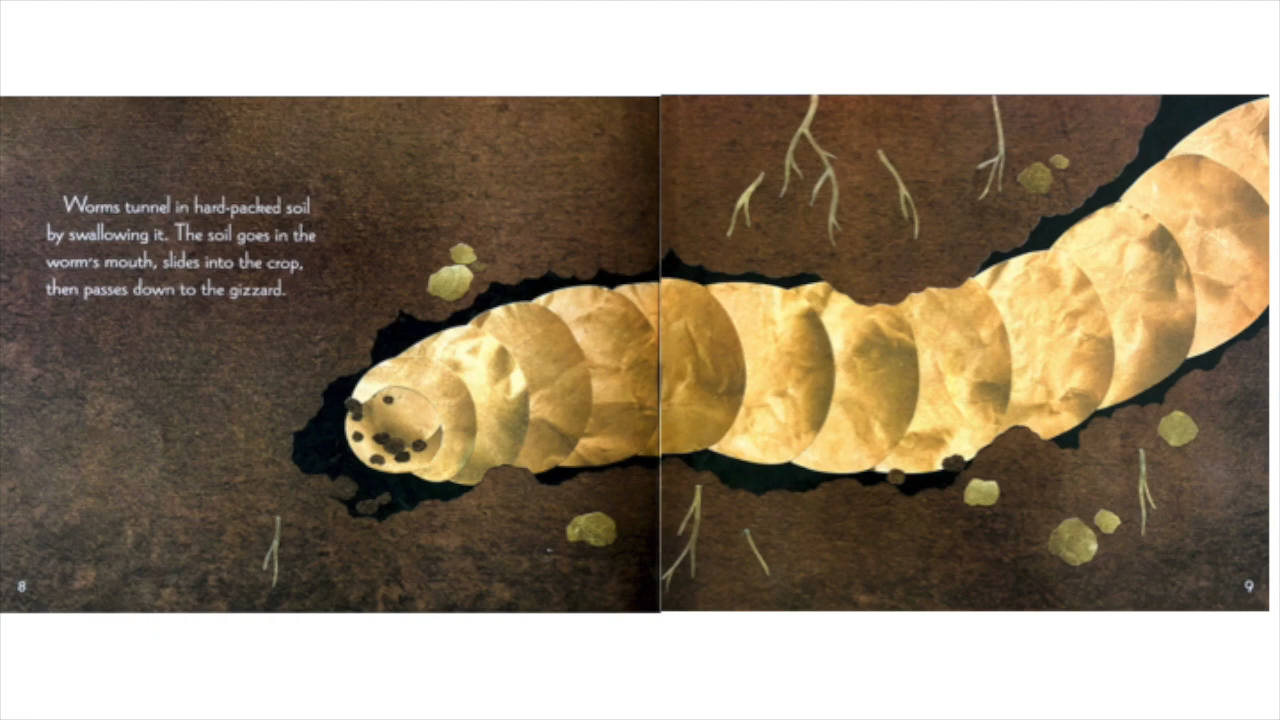 Worms tunnel in hard-packed soil
by swallowing it. The soil goes in the
worm's mouth, slides into the crop,
then passes down to the gizzard.
8
9